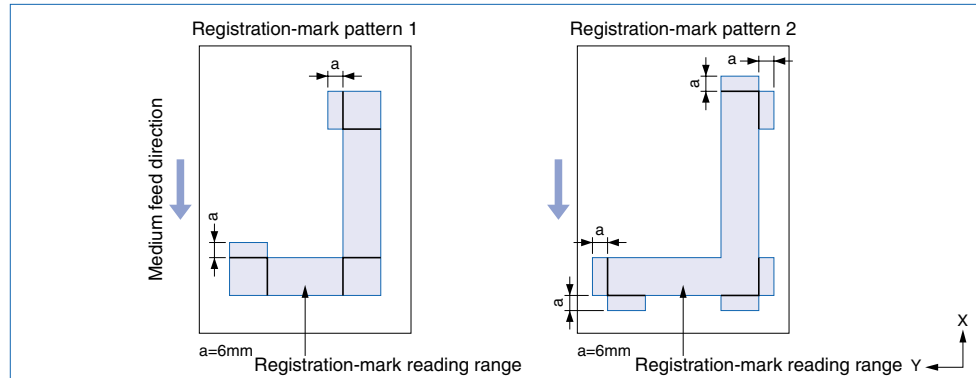 Registration-mark pattern 1
Registration-mark pattern 2
a
a
a
Medium feed direction
a
a
a
a=6mm
Registration-mark reading range
a=6mm
Registration-mark reading range
X
Y